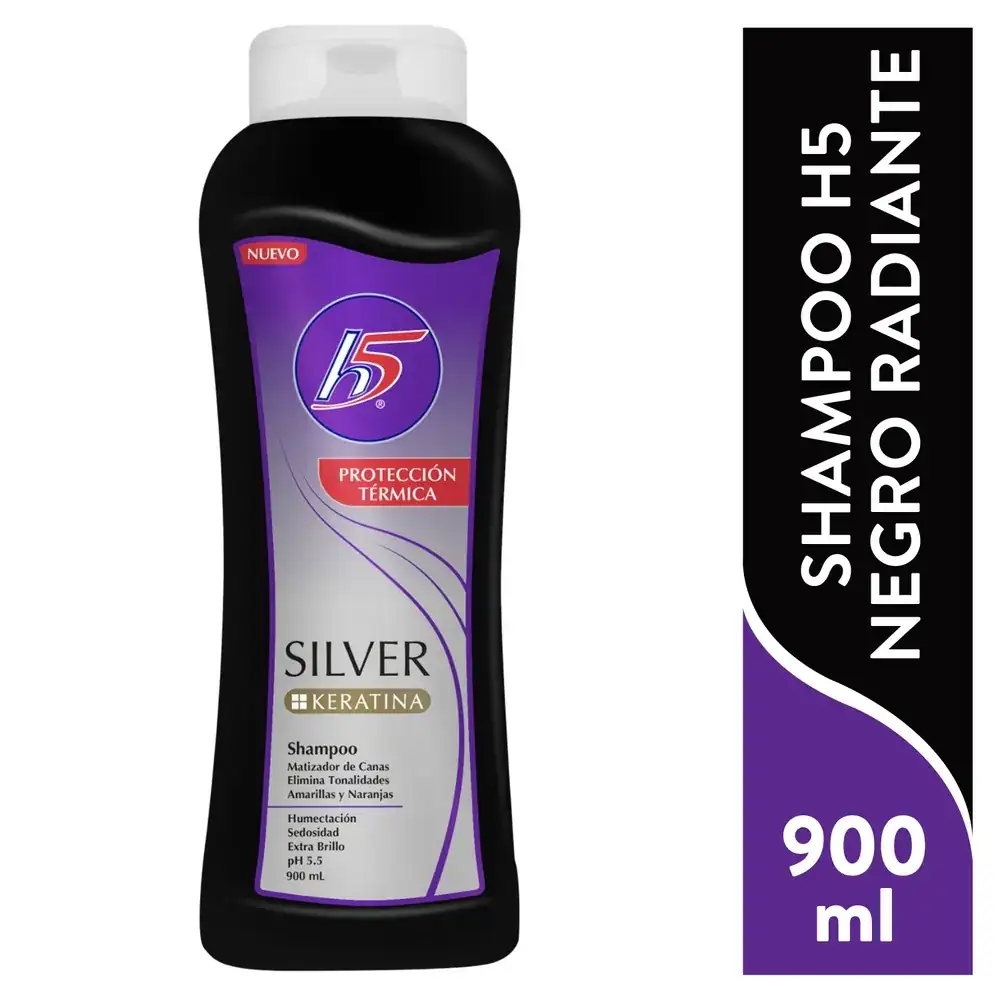 NUEVO
h5
®
PROTECCIÓN
TÉRMICA
SILVER
KERATINA
Shampoo
Matizador de Canas
Elimina Tonalidades
Amarillas y Naranjas
Humectación
Sedosidad
Extra Brillo
pH 5.5
900 mL
SHAMPOO H5
NEGRO RADIANTE
900
ml